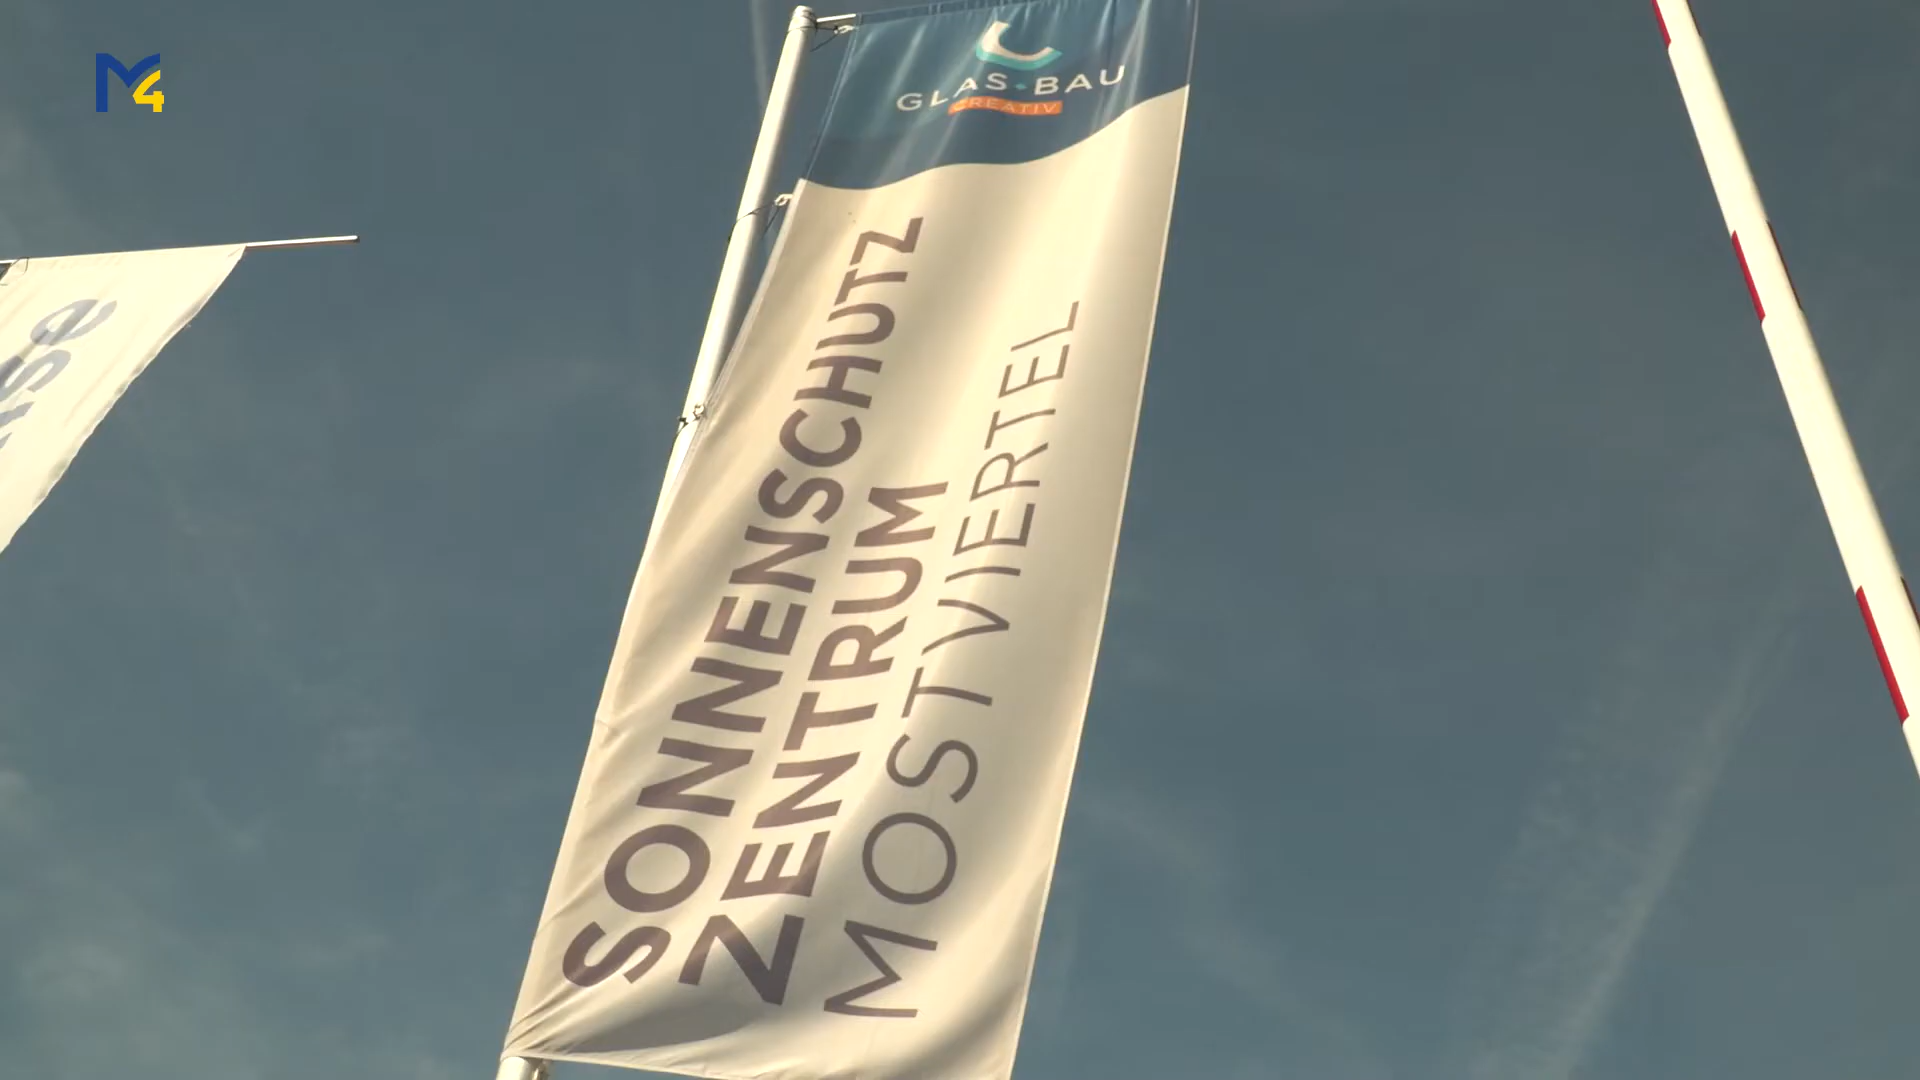 M4
GLAS·BAU
CREATIV
SONNENSCHUTZ
ZENTRUM
MOSTVIERTEL